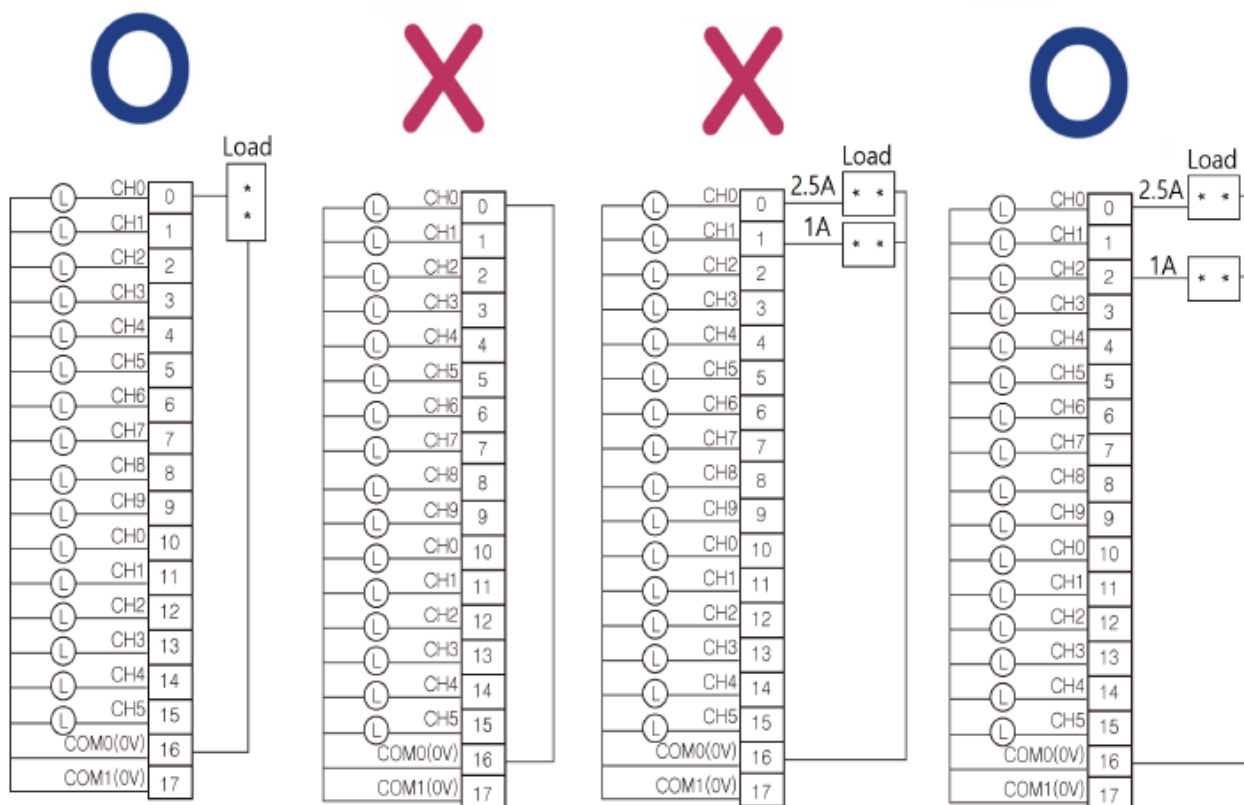 O
Load
*
*
L CH0 0
L CH1 1
L CH2 2
L CH3 3
L CH4 4
L CH5 5
L CH6 6
L CH7 7
L CH8 8
L CH9 9
L CH0 10
L CH1 11
L CH2 12
L CH3 13
L CH4 14
L CH5 15
COM0(0V) 16
COM1(0V) 17
X
L CH0 0
L CH1 1
L CH2 2
L CH3 3
L CH4 4
L CH5 5
L CH6 6
L CH7 7
L CH8 8
L CH9 9
L CH0 10
L CH1 11
L CH2 12
L CH3 13
L CH4 14
L CH5 15
COM0(0V) 16
COM1(0V) 17
X
Load
L CH0 0 2.5A * *
L CH1 1 1A * *
L CH2 2
L CH3 3
L CH4 4
L CH5 5
L CH6 6
L CH7 7
L CH8 8
L CH9 9
L CH0 10
L CH1 11
L CH2 12
L CH3 13
L CH4 14
L CH5 15
COM0(0V) 16
COM1(0V) 17
O
Load
L CH0 0 2.5A * *
L CH1 1
L CH2 2 1A * *
L CH3 3
L CH4 4
L CH5 5
L CH6 6
L CH7 7
L CH8 8
L CH9 9
L CH0 10
L CH1 11
L CH2 12
L CH3 13
L CH4 14
L CH5 15
COM0(0V) 16
COM1(0V) 17